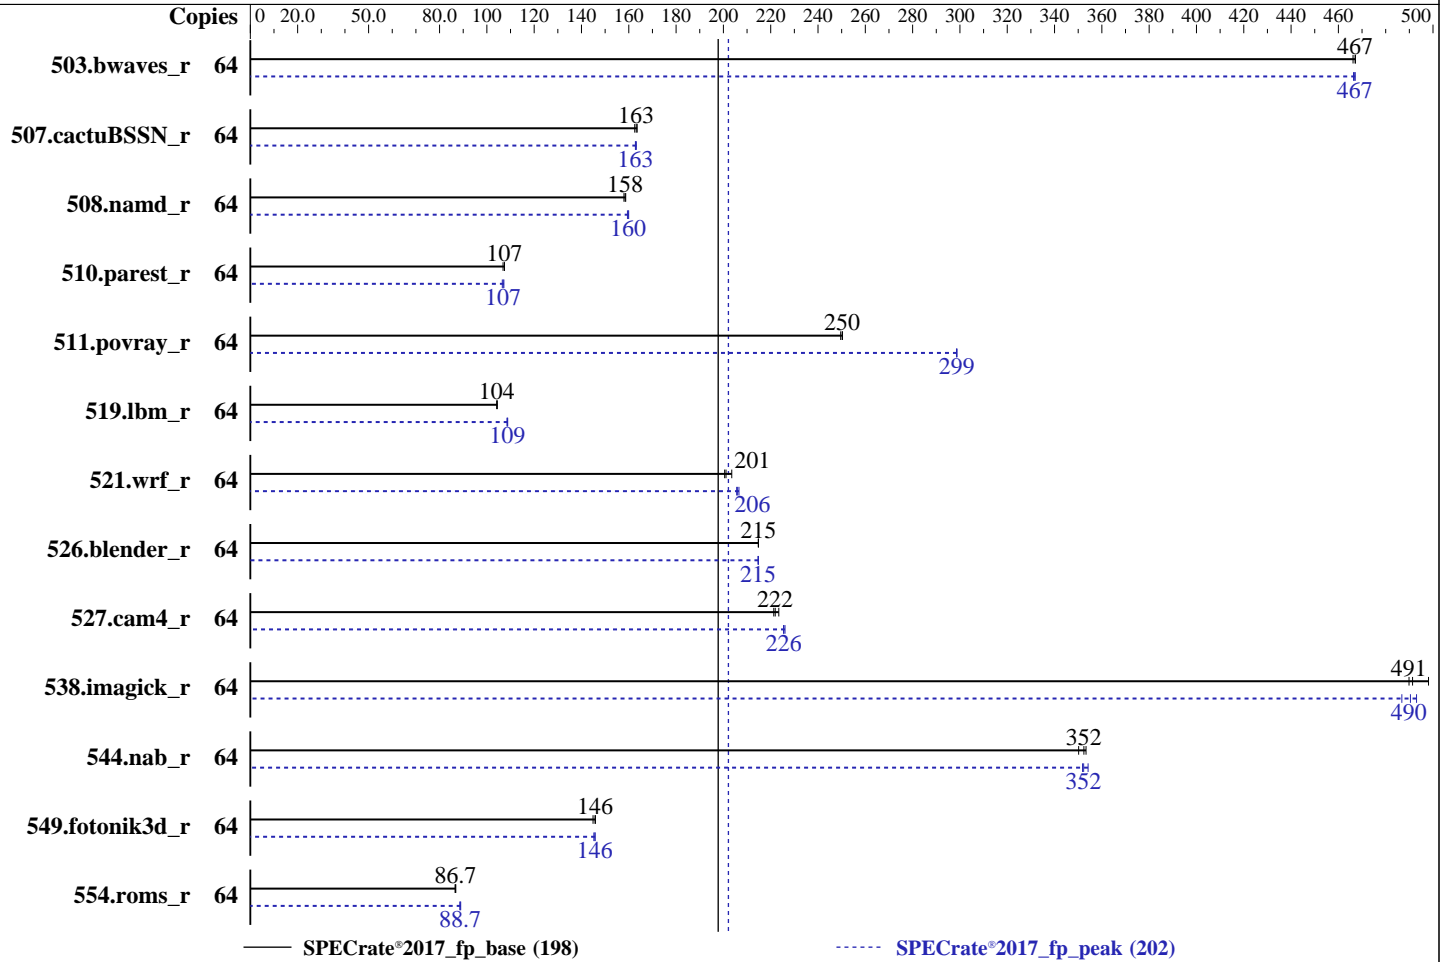 Copies 0 20.0 50.0 80.0 100 120 140 160 180 200 220 240 260 280 300 320 340 360 380 400 420 440 460 500
467
503.bwaves_r 64
467
163
507.cactuBSSN_r 64
163
158
508.namd_r 64
160
107
510.parest_r 64
107
250
511.povray_r 64
299
104
519.lbm_r 64
109
201
521.wrf_r 64
206
215
526.blender_r 64
215
222
527.cam4_r 64
226
491
538.imagick_r 64
490
352
544.nab_r 64
352
146
549.fotonik3d_r 64
146
86.7
554.roms_r 64
88.7
SPECrate®2017_fp_base (198) SPECrate®2017_fp_peak (202)